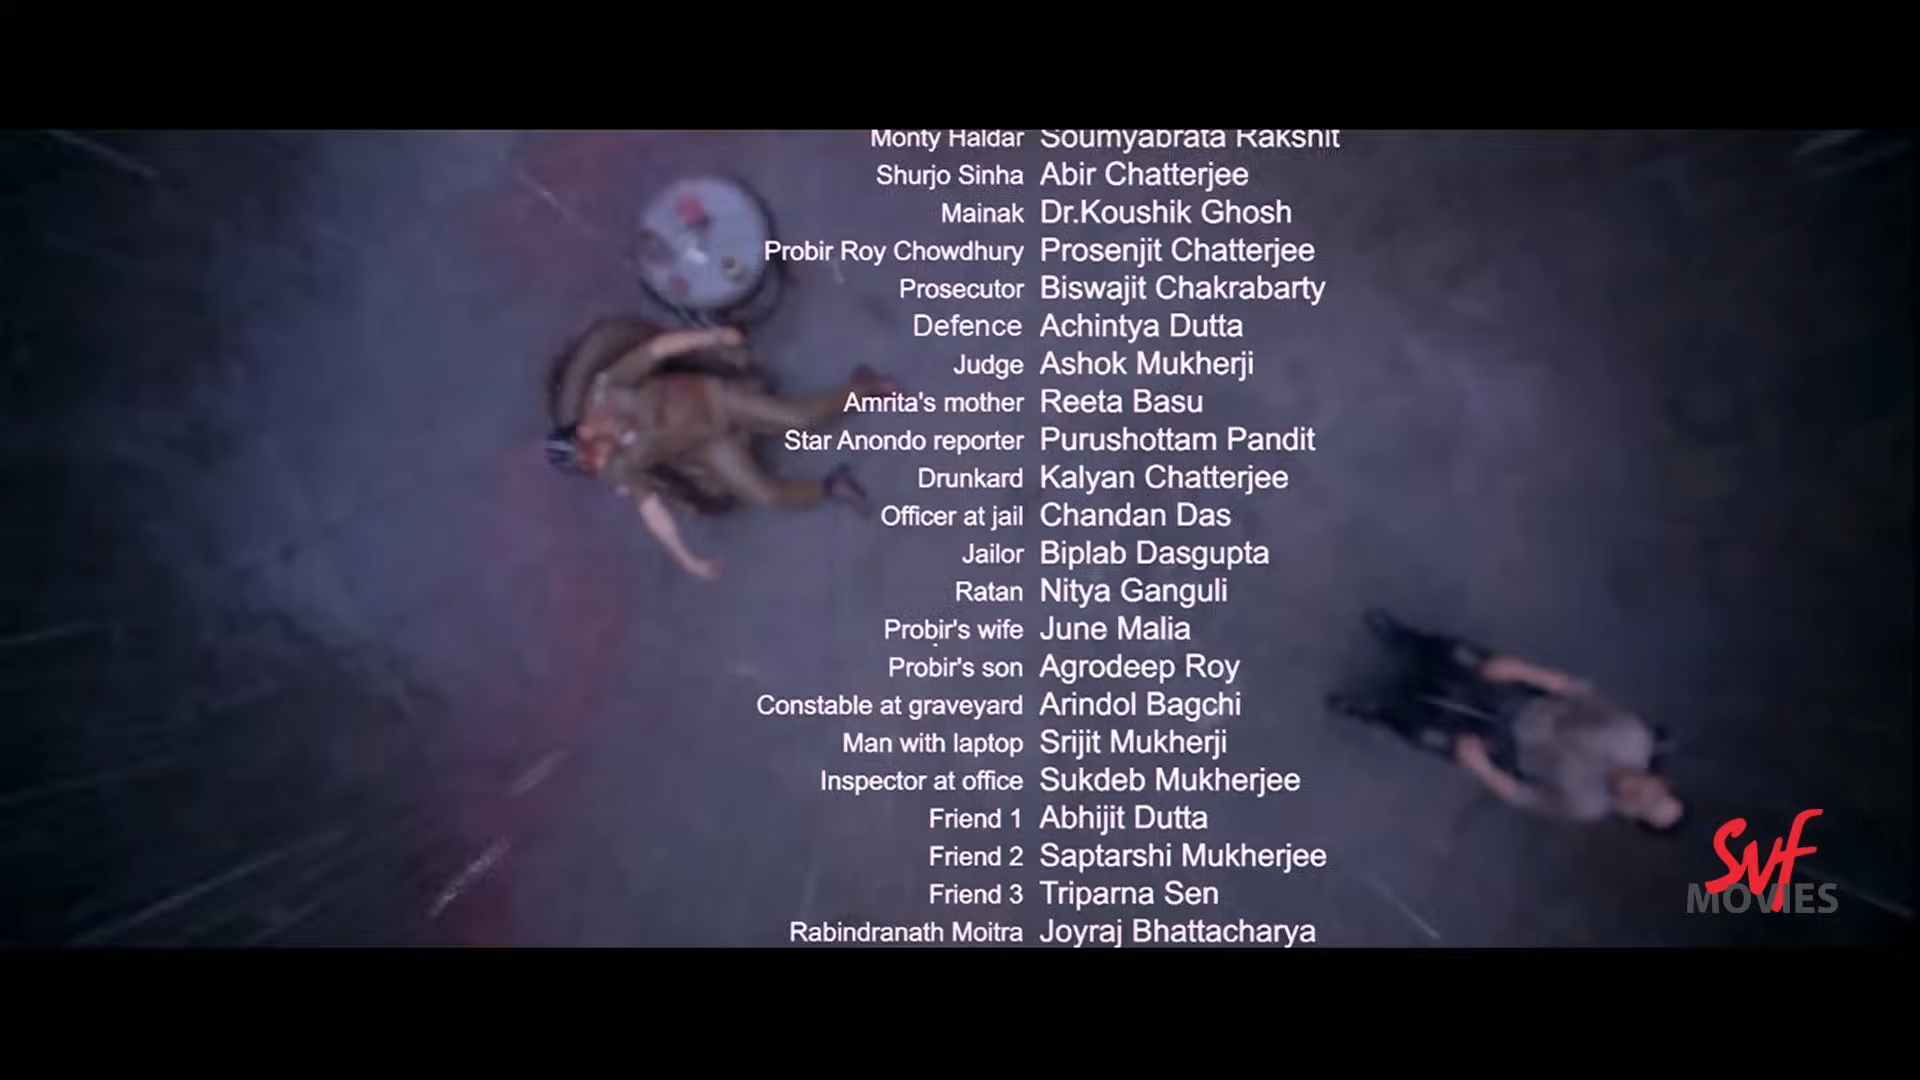 Monty Haldar Soumyabrata Rakshit
Shurjo Sinha Abir Chatterjee
Mainak Dr.Koushik Ghosh
Probir Roy Chowdhury Prosenjit Chatterjee
Prosecutor Biswajit Chakrabarty
Defence Achintya Dutta
Judge Ashok Mukherji
Amrita's mother Reeta Basu
Star Anondo reporter Purushottam Pandit
Drunkard Kalyan Chatterjee
Officer at jail Chandan Das
Jailor Biplab Dasgupta
Ratan Nitya Ganguli
Probir's wife June Malia
Probir's son Agrodeep Roy
Constable at graveyard Arindol Bagchi
Man with laptop Srijit Mukherji
Inspector at office Sukdeb Mukherjee
Friend 1 Abhijit Dutta
Friend 2 Saptarshi Mukherjee
Friend 3 Triparna Sen
Rabindranath Moitra Joyraj Bhattacharya
SVF
MOVIES